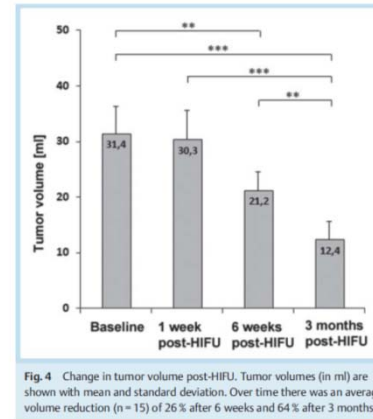 **
***
***
**
50
40
30
20
10
0
Tumor volume [ml]
31,4
30,3
21,2
12,4
Baseline
1 week
post-HIFU
6 weeks
post-HIFU
3 months
post-HIFU
Fig. 4 Change in tumor volume post-HIFU. Tumor volumes (in ml) are
shown with mean and standard deviation. Over time there was an averag
volume reduction (n = 15) of 26 % after 6 weeks and 64 % after 3 months